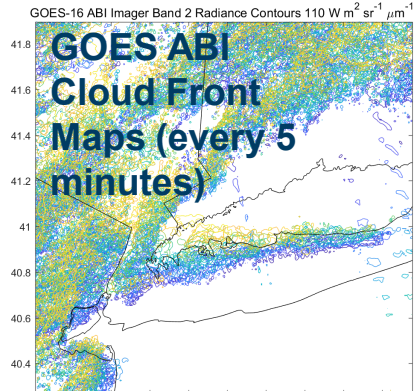 GOES-16 ABI Imager Band 2 Radiance Contours 110 W m² sr⁻¹ μm⁻¹
GOES ABI
Cloud Front
Maps (every 5
minutes)
41.8
41.6
41.4
41.2
41
40.8
40.6
40.4